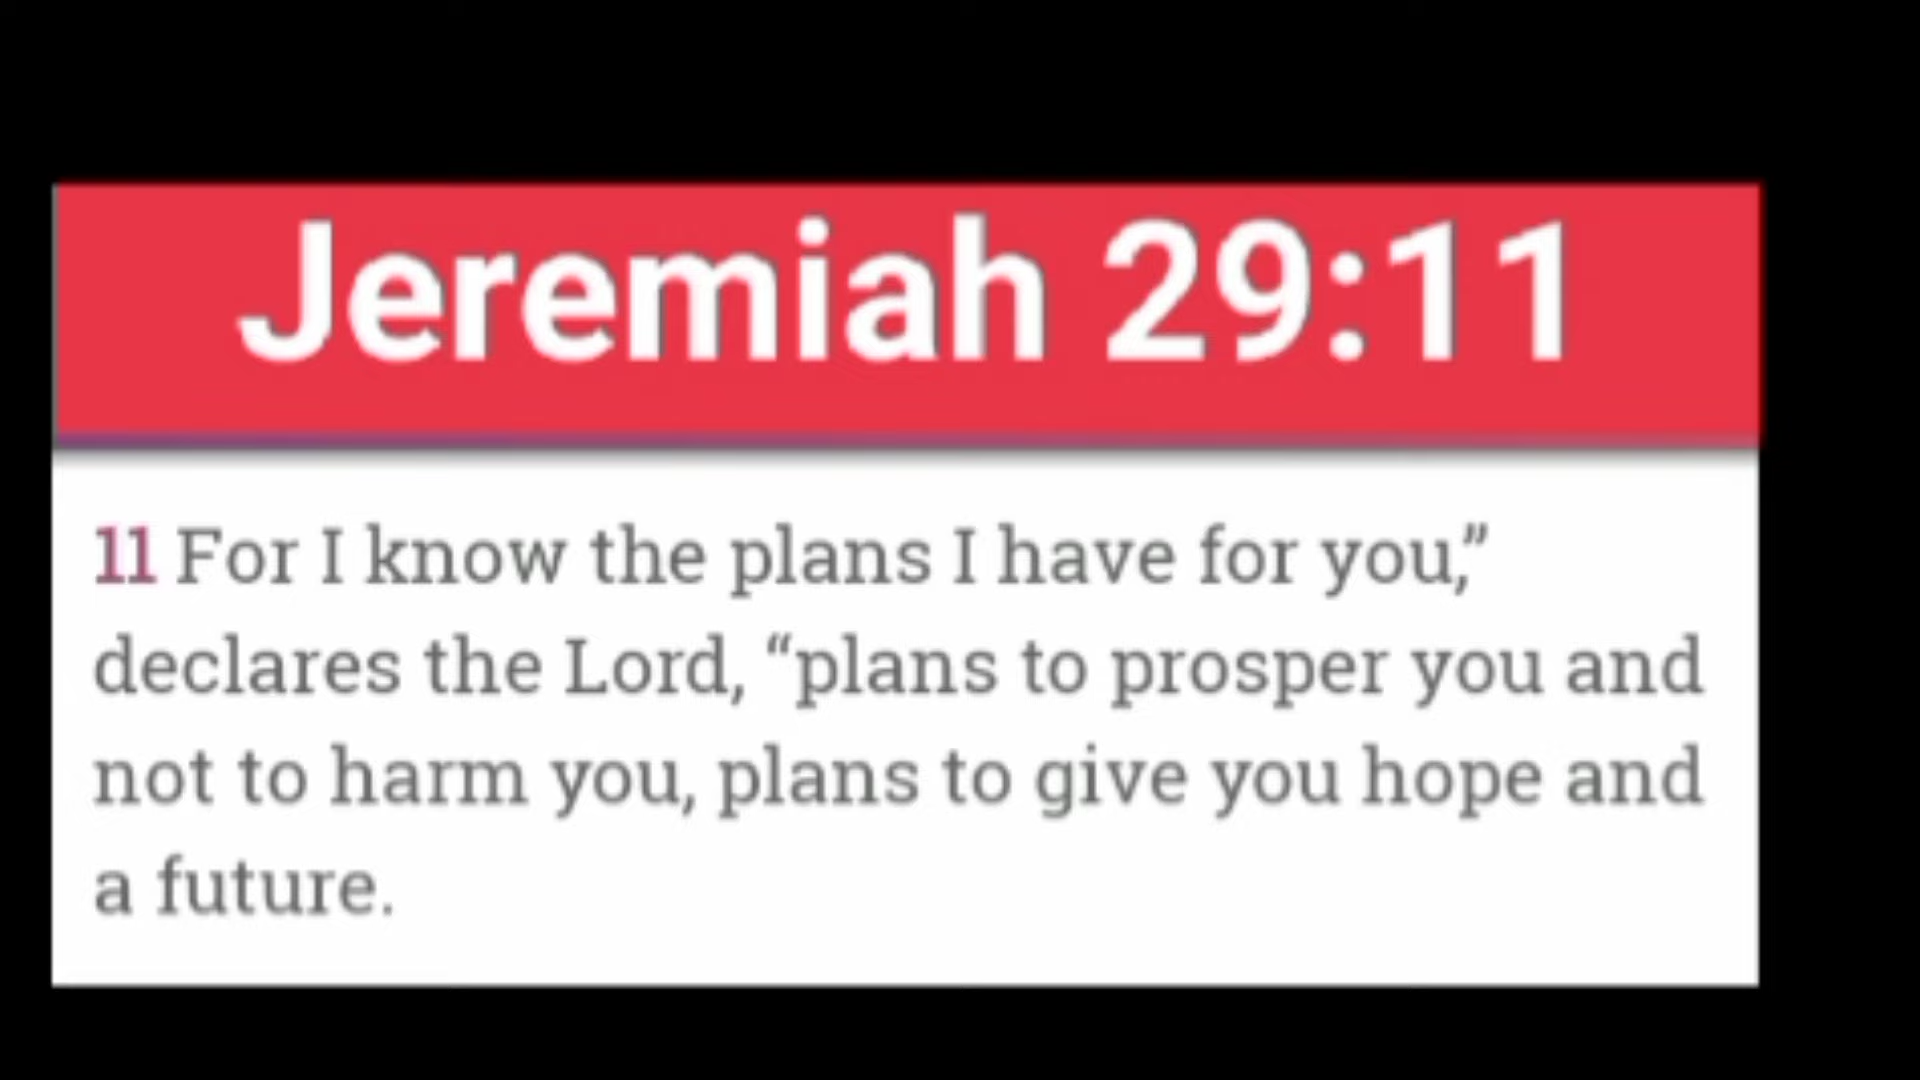 Jeremiah 29:11
11 For I know the plans I have for you,”
declares the Lord, “plans to prosper you and
not to harm you, plans to give you hope and
a future.